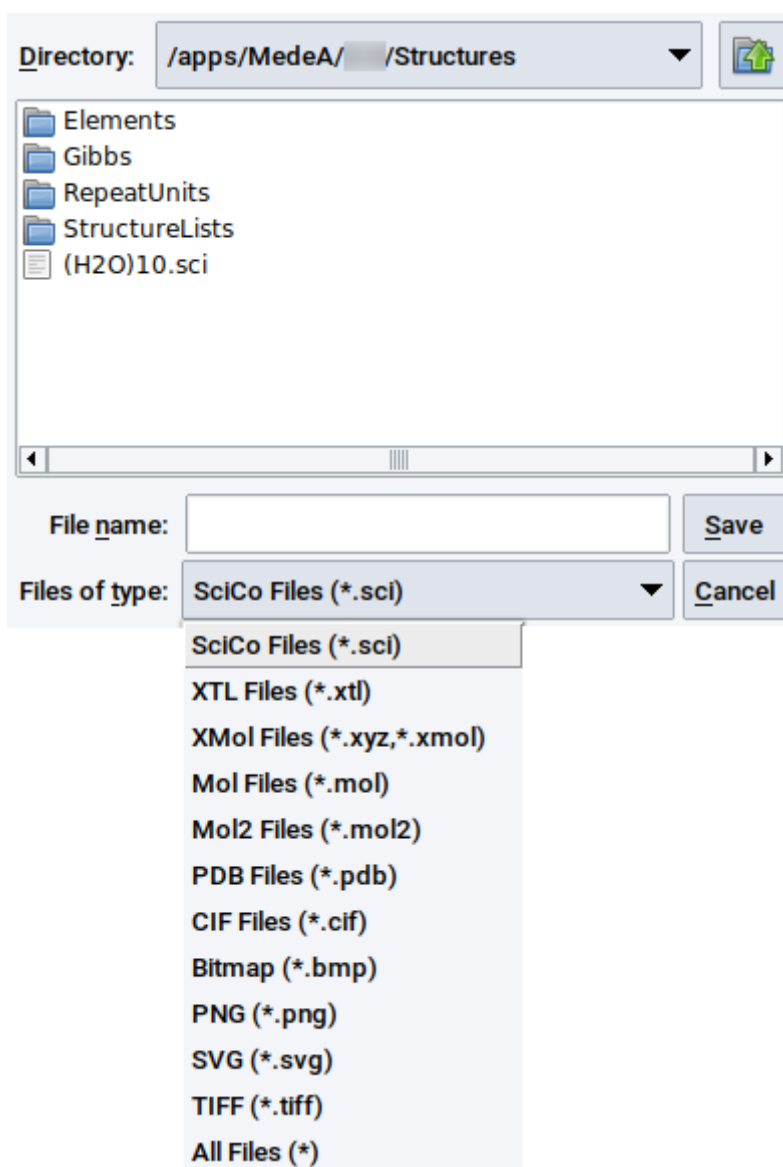 Directory: /apps/MedeA/ /Structures
Elements
Gibbs
RepeatUnits
StructureLists
(H2O)10.sci
File name: Save
Files of type: SciCo Files (*.sci) Cancel
SciCo Files (*.sci)
XTL Files (*.xtl)
XMol Files (*.xyz,*.xmol)
Mol Files (*.mol)
Mol2 Files (*.mol2)
PDB Files (*.pdb)
CIF Files (*.cif)
Bitmap (*.bmp)
PNG (*.png)
SVG (*.svg)
TIFF (*.tiff)
All Files (*)